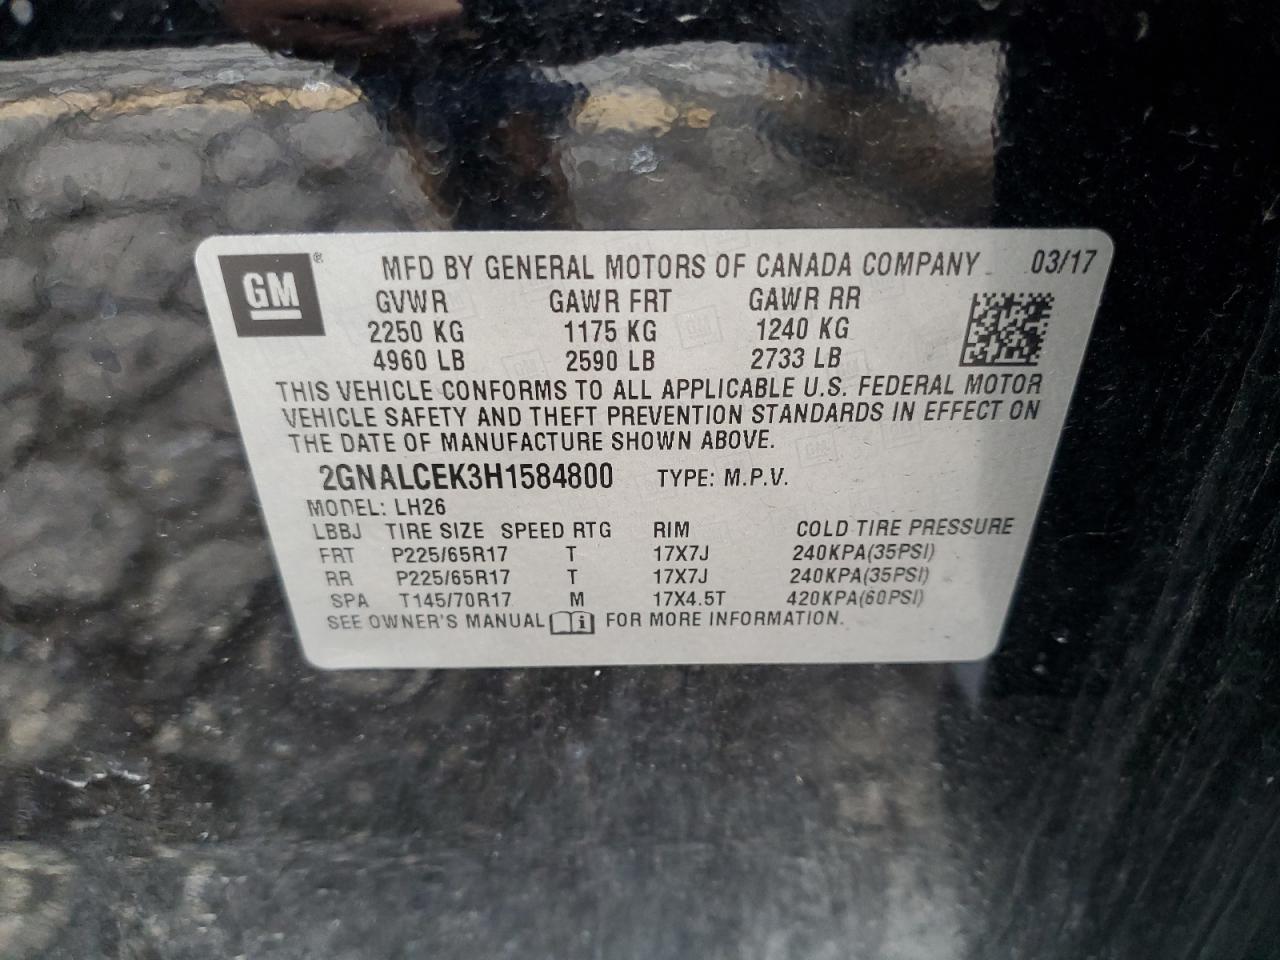 GM ® MFD BY GENERAL MOTORS OF CANADA COMPANY 03/17
GVWR GAWR FRT GAWR RR
2250 KG 1175 KG 1240 KG
4960 LB 2590 LB 2733 LB
THIS VEHICLE CONFORMS TO ALL APPLICABLE U.S. FEDERAL MOTOR
VEHICLE SAFETY AND THEFT PREVENTION STANDARDS IN EFFECT ON
THE DATE OF MANUFACTURE SHOWN ABOVE.
2GNALCEK3H1584800 TYPE: M.P.V.
MODEL: LH26
LBBJ TIRE SIZE SPEED RTG RIM COLD TIRE PRESSURE
FRT P225/65R17 T 17X7J 240KPA(35PSI)
RR P225/65R17 T 17X7J 240KPA(35PSI)
SPA T145/70R17 M 17X4.5T 420KPA(60PSI)
SEE OWNER'S MANUAL i FOR MORE INFORMATION.